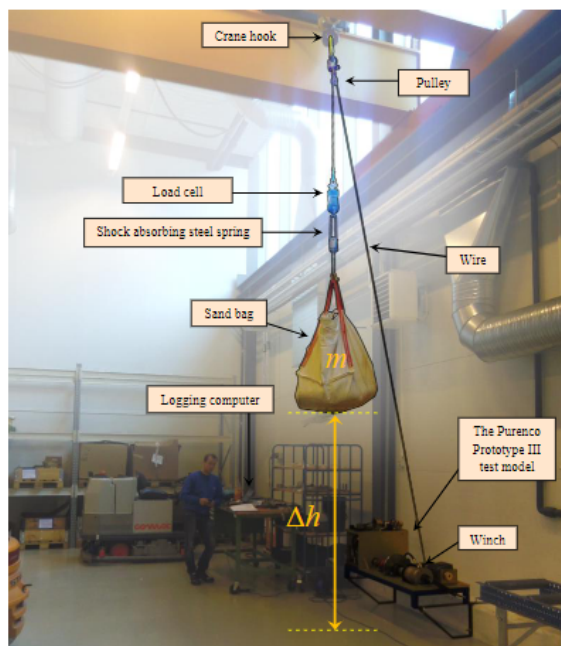 Crane hook
Pulley
Load cell
Shock absorbing steel spring
Wire
Sand bag
m
Logging computer
The Purenco
Prototype III
test model
Δh
Winch